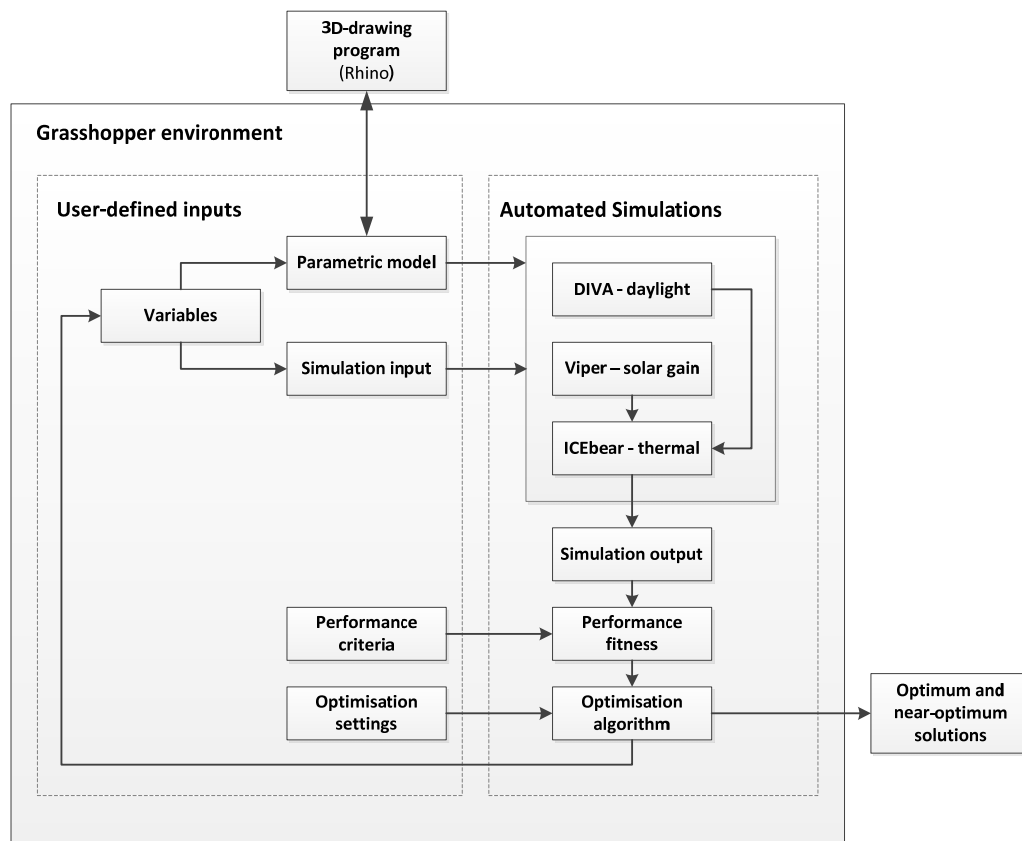 3D-drawing
program
(Rhino)
Grasshopper environment
User-defined inputs
Automated Simulations
Parametric model
DIVA - daylight
Variables
Simulation input
Viper – solar gain
ICEbear - thermal
Simulation output
Performance
criteria
Performance
fitness
Optimisation
settings
Optimisation
algorithm
Optimum and
near-optimum
solutions